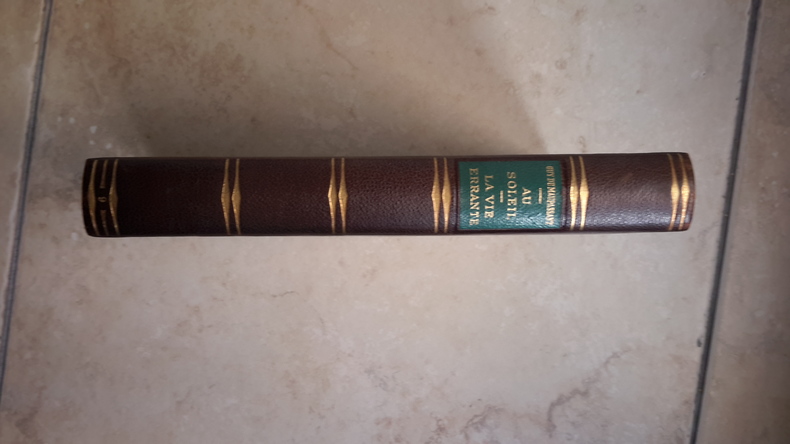 GUY DE MAUPASSANT
AU
SOLEIL
LA VIE
ERRANTE